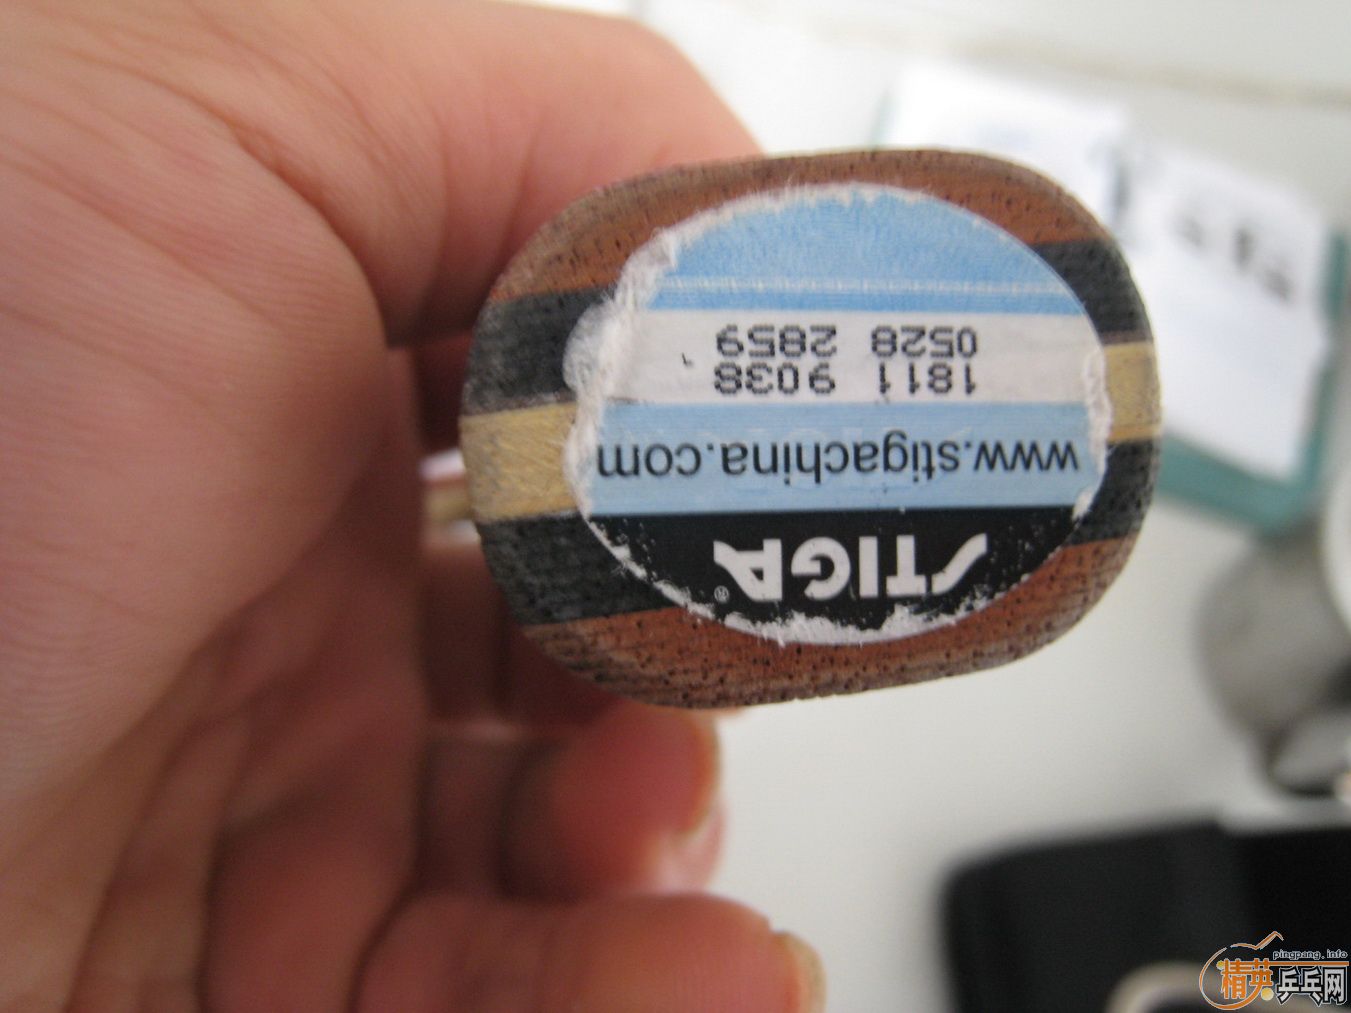 STIGA®
www.stigachina.com
1811 9038
0528 2859
pingpang.info
精英乒乓网